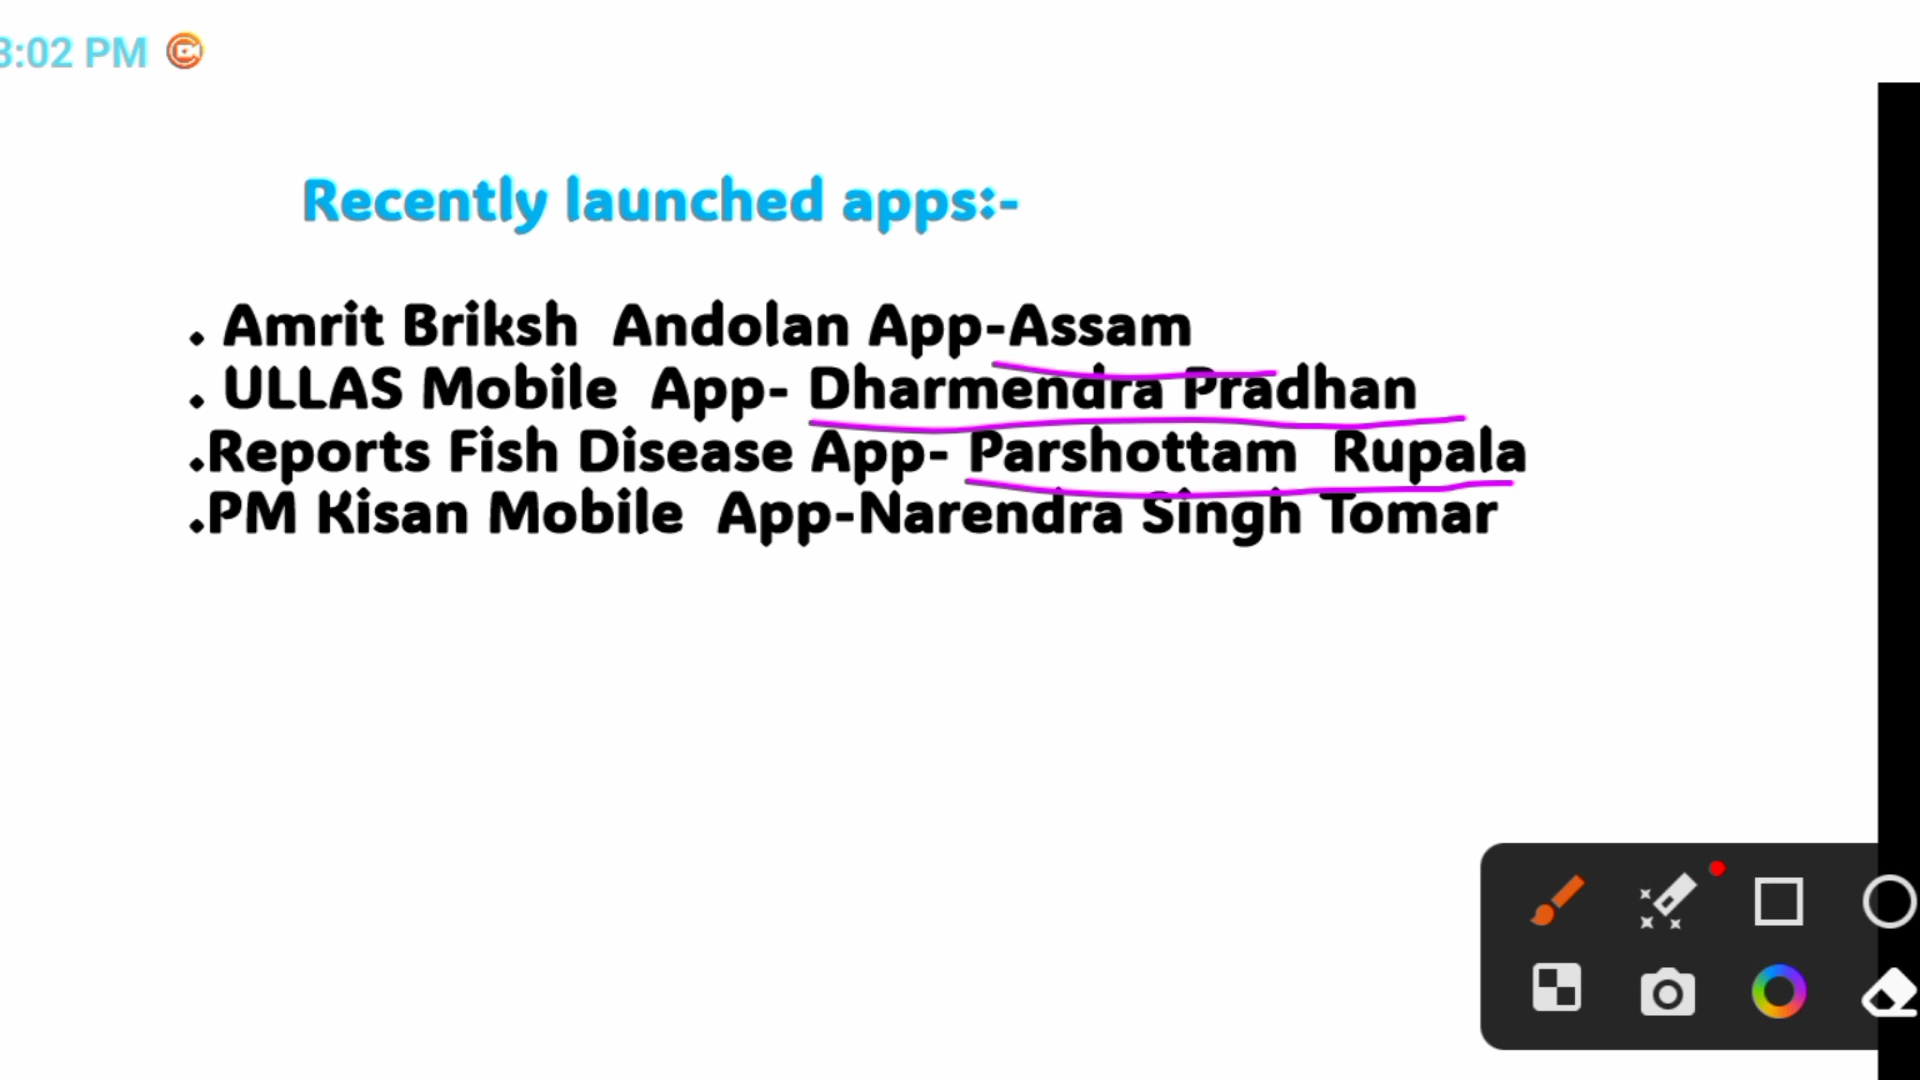 3:02 PM
Recently launched apps:-
. Amrit Briksh Andolan App-Assam
. ULLAS Mobile App- Dharmendra Pradhan
.Reports Fish Disease App- Parshottam Rupala
.PM Kisan Mobile App-Narendra Singh Tomar